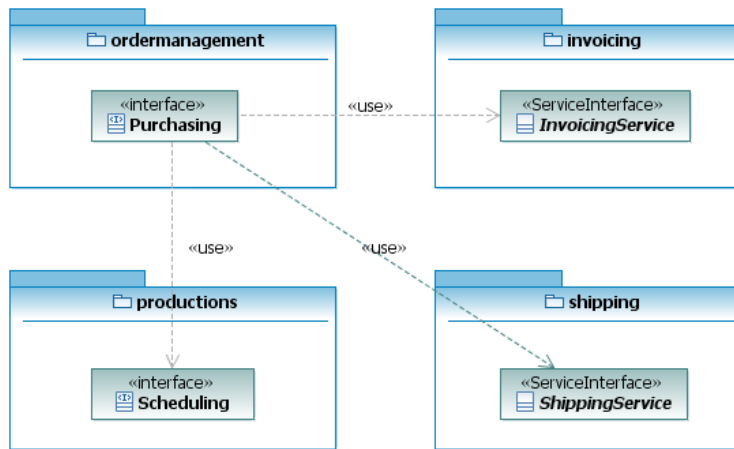 ordermanagement
invoicing
«interface»
Purchasing
«use»
«ServiceInterface»
InvoicingService
«use»
«use»
productions
shipping
«interface»
Scheduling
«ServiceInterface»
ShippingService